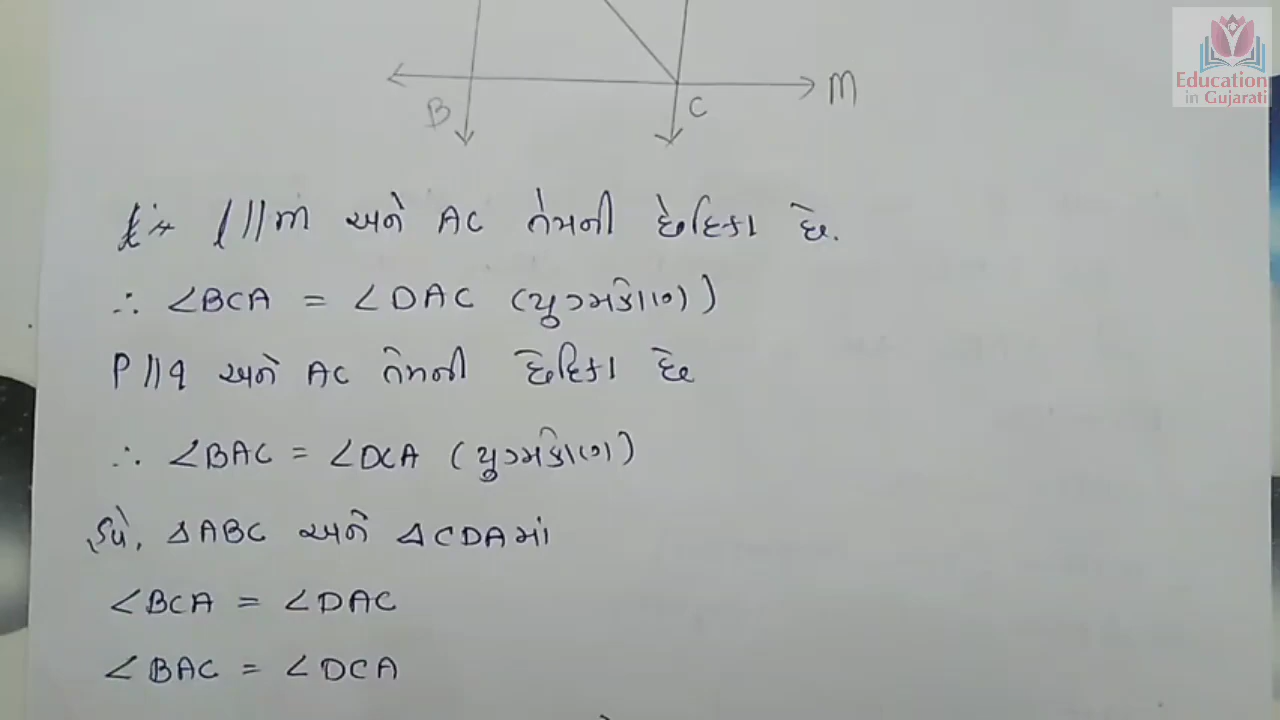 Education
in Gujarati
m
B
C
l || m અને AC તેમની છેદિકા છે.
∴ ∠BCA = ∠DAC (યુગ્મકોણ)
P || q અને AC તેમની છેદિકા છે
∴ ∠BAC = ∠DCA (યુગ્મકોણ)
હવે, ΔABC અને ΔCDAમાં
∠BCA = ∠DAC
∠BAC = ∠DCA